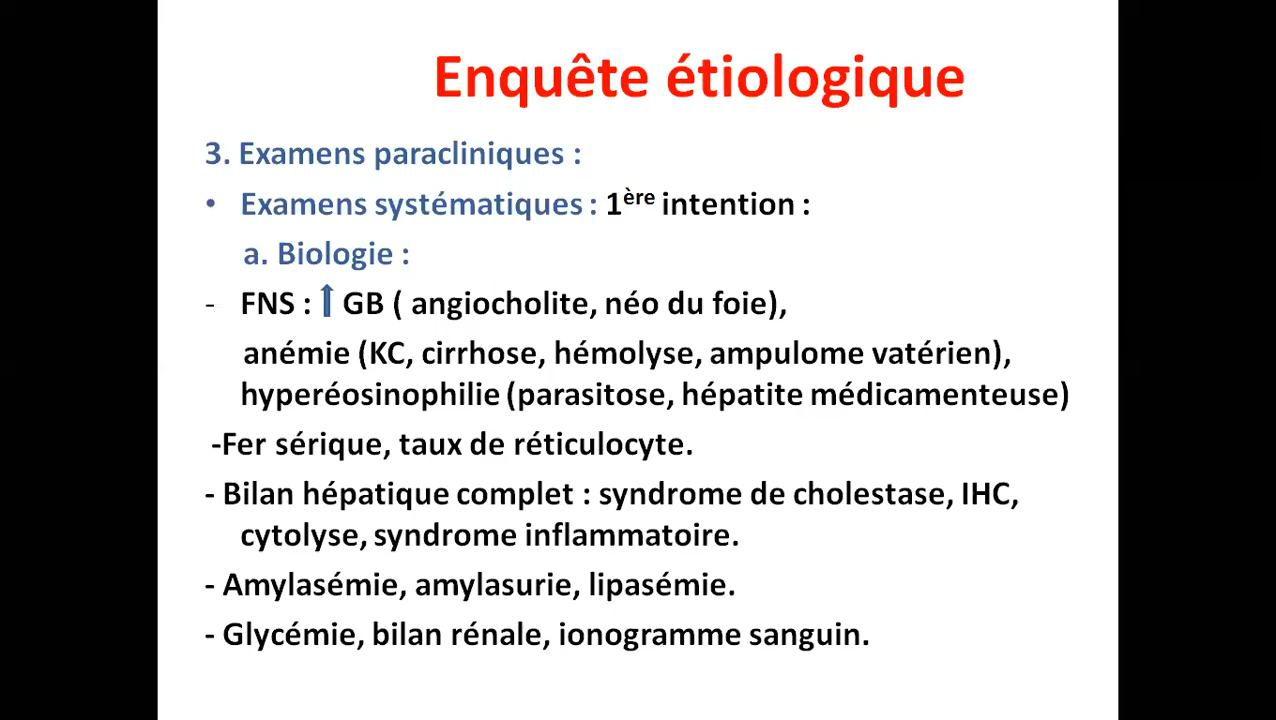 Enquête étiologique
3. Examens paracliniques :
• Examens systématiques : 1ère intention :
a. Biologie :
- FNS : ⬆ GB ( angiocholite, néo du foie),
anémie (KC, cirrhose, hémolyse, ampulome vatérien),
hyperéosinophilie (parasitose, hépatite médicamenteuse)
-Fer sérique, taux de réticulocyte.
- Bilan hépatique complet : syndrome de cholestase, IHC,
cytolyse, syndrome inflammatoire.
- Amylasémie, amylasurie, lipasémie.
- Glycémie, bilan rénale, ionogramme sanguin.